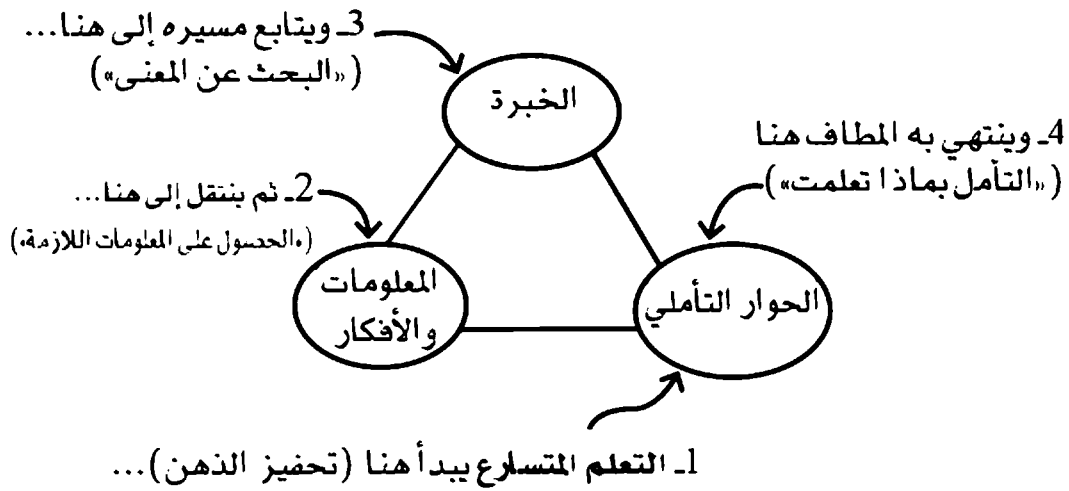 3ـ ويتابع مسيره إلى هنا...
(«البحث عن المعنى»)
الخبرة
4ـ وينتهي به المطاف هنا
(«التأمل بماذا تعلمت»)
2ـ ثم ينتقل إلى هنا...
(«الحصول على المعلومات اللازمة»)
المعلومات
والأفكار
الحوار التأملي
1ـ التعلم المتسارع يبدأ هنا (تحفيز الذهن)...